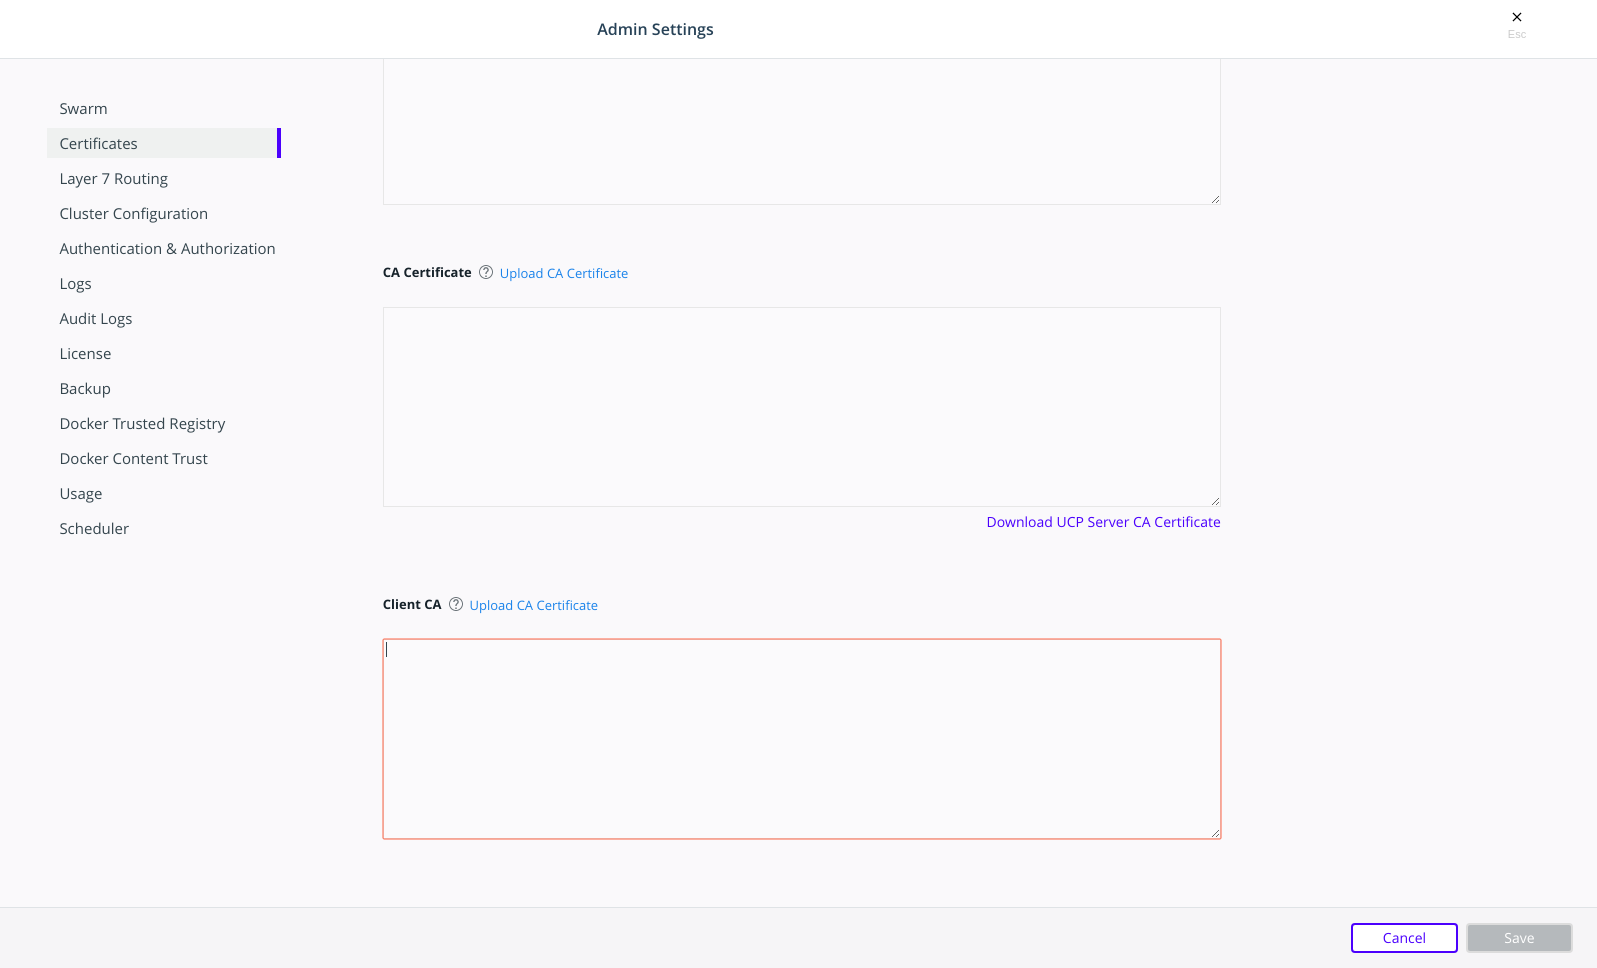 Admin Settings
Esc
Swarm
Certificates
Layer 7 Routing
Cluster Configuration
Authentication & Authorization
Logs
Audit Logs
License
Backup
Docker Trusted Registry
Docker Content Trust
Usage
Scheduler
CA Certificate ? Upload CA Certificate
Download UCP Server CA Certificate
Client CA ? Upload CA Certificate
Cancel
Save